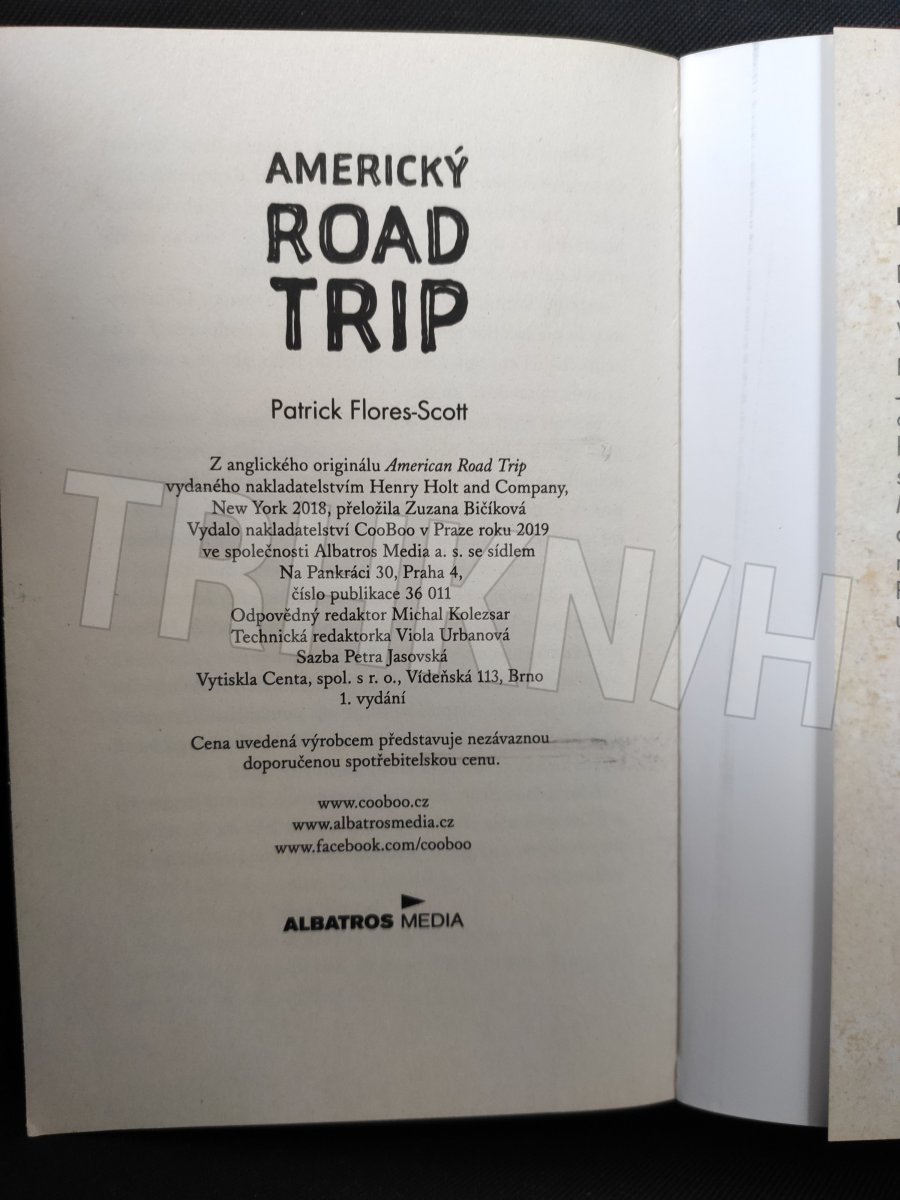 AMERICKÝ
ROAD
TRIP
Patrick Flores-Scott
Z anglického originálu American Road Trip
vydaného nakladatelstvím Henry Holt and Company,
New York 2018, přeložila Zuzana Bičíková
Vydalo nakladatelství CooBoo v Praze roku 2019
ve společnosti Albatros Media a. s. se sídlem
Na Pankráci 30, Praha 4,
číslo publikace 36 011
Odpovědný redaktor Michal Kolezsar
Technická redaktorka Viola Urbanová
Sazba Petra Jasovská
Vytiskla Centa, spol. s r. o., Vídeňská 113, Brno
1. vydání
Cena uvedená výrobcem představuje nezávaznou
doporučenou spotřebitelskou cenu.
www.cooboo.cz
www.albatrosmedia.cz
www.facebook.com/cooboo
ALBATROS MEDIA
TRHKNIH